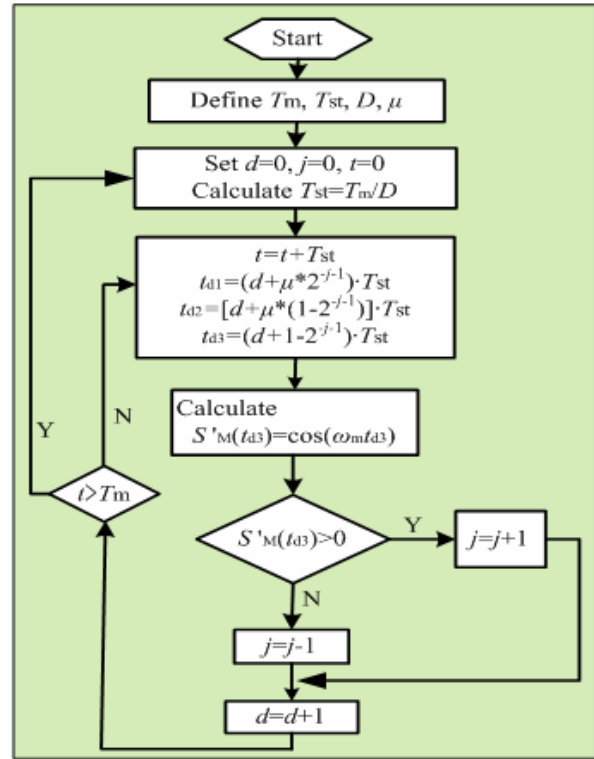 Start
Define Tm, Tst, D, μ
Set d=0, j=0, t=0
Calculate Tst=Tm/D
t=t+Tst
td1=(d+μ*2^-j-1)·Tst
td2=[d+μ*(1-2^-j-1)]·Tst
td3=(d+1-2^-j-1)·Tst
Calculate
S'M(td3)=cos(ωmtd3)
Y
N
t>Tm
S'M(td3)>0
Y
j=j+1
N
j=j-1
d=d+1